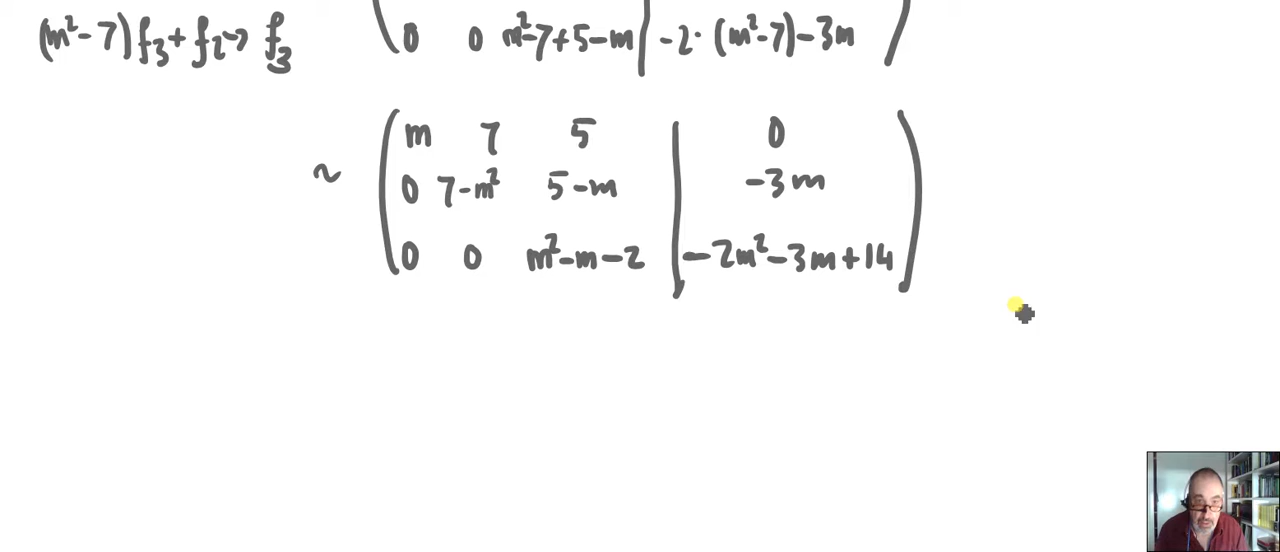 (m²-7)f₃+f₂→f₃ (0 0 m²-7+5-m | -2·(m²-7)-3m)
~ (m 7 5 | 0
0 7-m² 5-m | -3m
0 0 m²-m-2 | -2m²-3m+14)